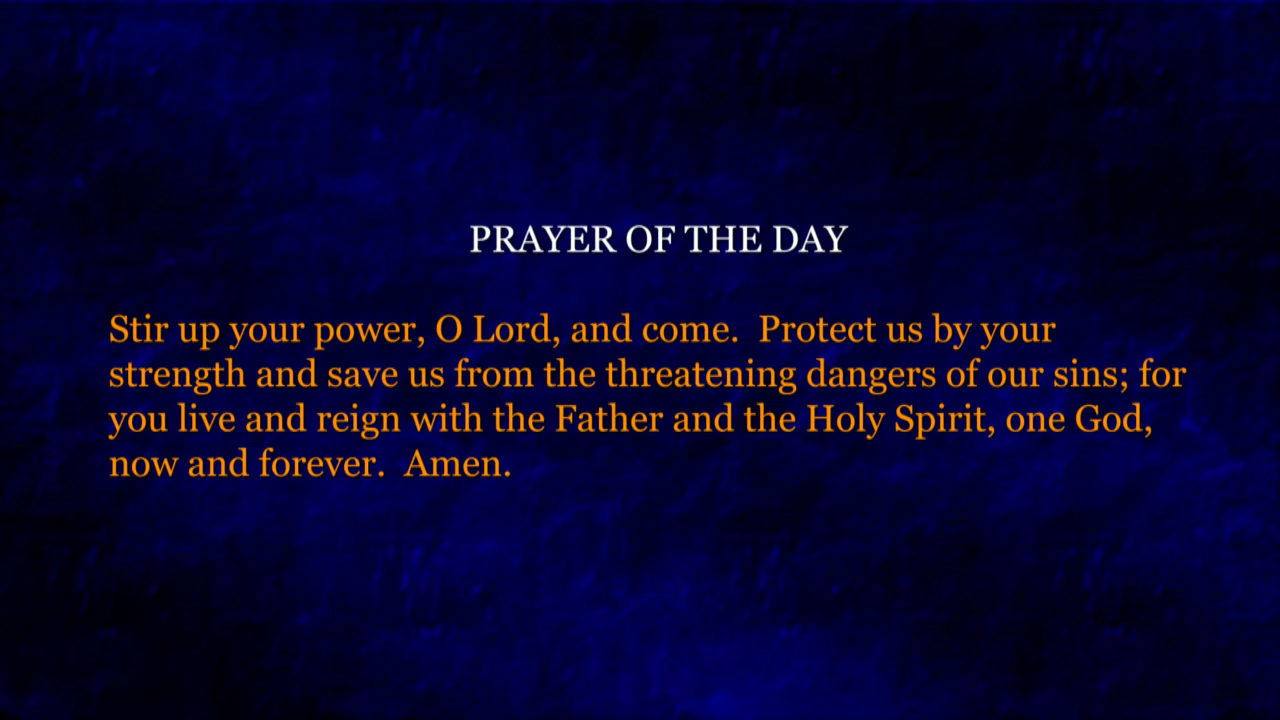 PRAYER OF THE DAY
Stir up your power, O Lord, and come.  Protect us by your
strength and save us from the threatening dangers of our sins; for
you live and reign with the Father and the Holy Spirit, one God,
now and forever.  Amen.